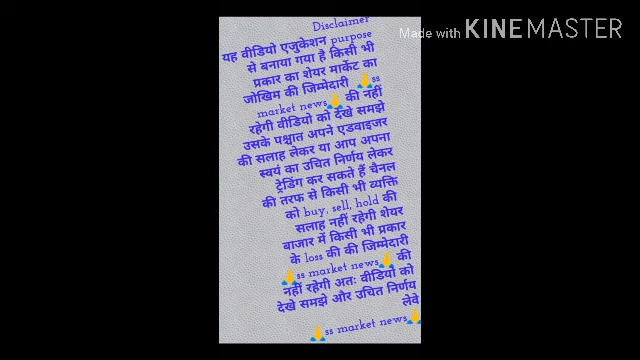 Made with KINEMASTER
Disclaimer
यह वीडियो एजुकेशन purpose
से बनाया गया है किसी भी
प्रकार का शेयर मार्केट का
जोखिम की जिम्मेदारी 🙏ss
market news🙏 की नहीं
रहेगी वीडियो को देखे समझे
उसके पश्चात अपने एडवाइजर
की सलाह लेकर या आप अपना
स्वयं का उचित निर्णय लेकर
ट्रेडिंग कर सकते हैं चैनल
की तरफ से किसी भी व्यक्ति
को buy, sell, hold की
सलाह नहीं रहेगी शेयर
बाजार में किसी भी प्रकार
के loss की की जिम्मेदारी
🙏ss market news🙏 की
नहीं रहेगी अतः वीडियो को
देखे समझे और उचित निर्णय
लेवे
🙏ss market news🙏